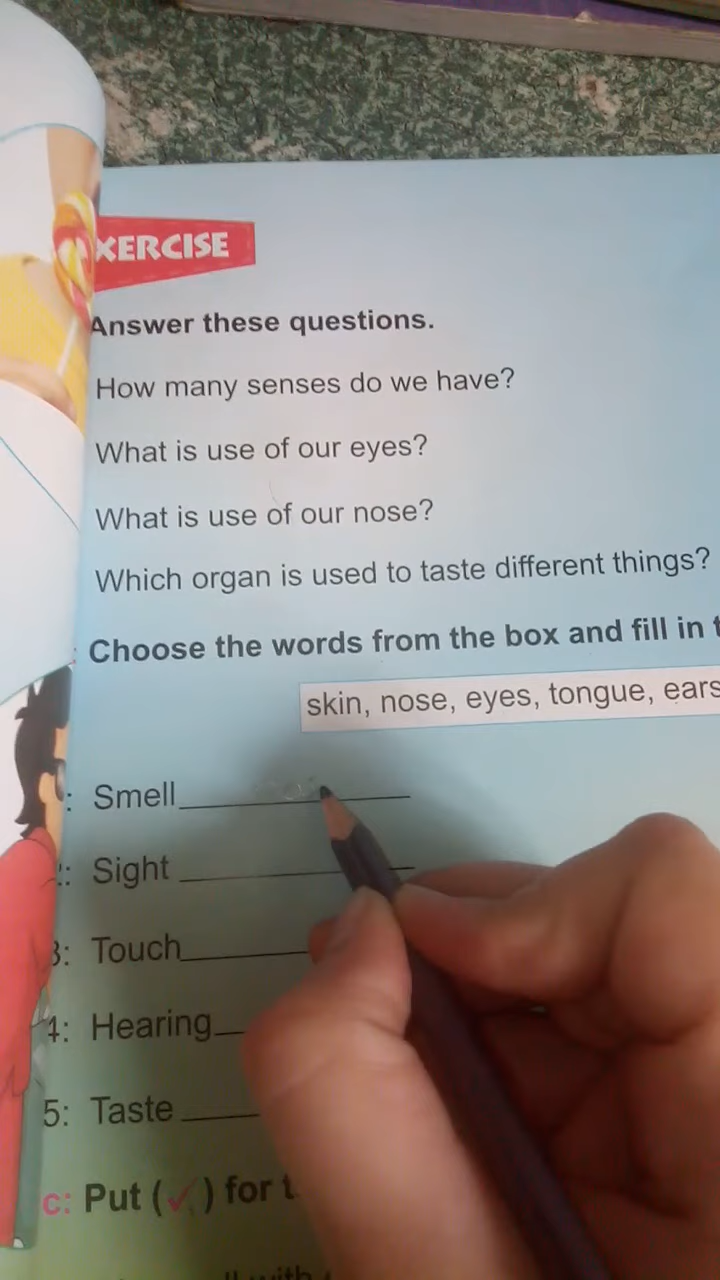 XERCISE
Answer these questions.
How many senses do we have?
What is use of our eyes?
What is use of our nose?
Which organ is used to taste different things?
Choose the words from the box and fill in t
skin, nose, eyes, tongue, ears
: Smell
: Sight
3: Touch
4: Hearing
5: Taste
c: Put (✓) for t
with